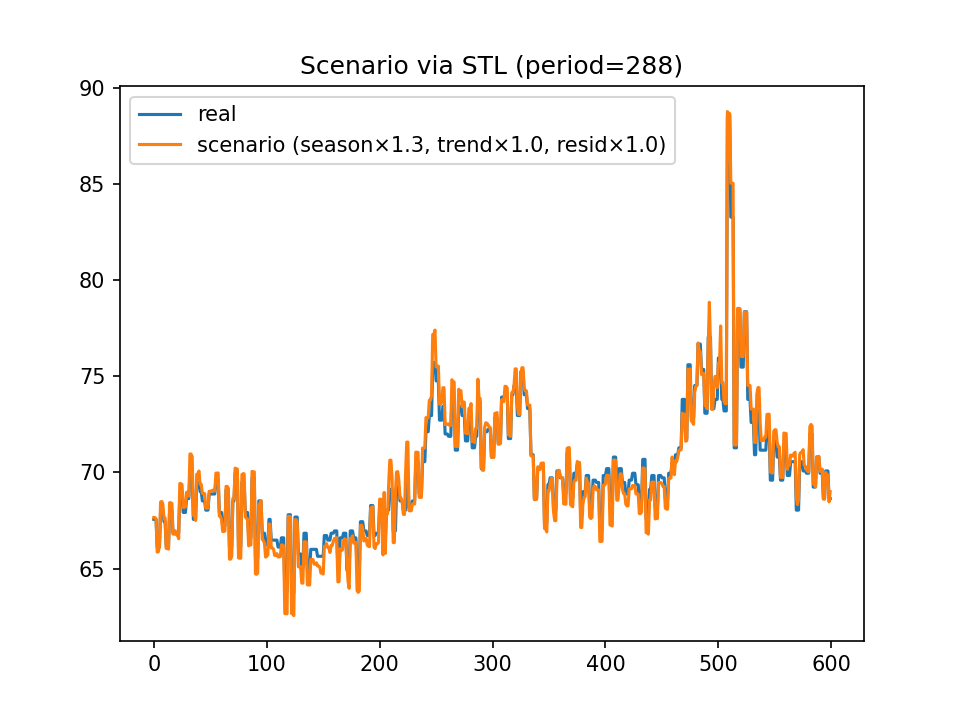 Scenario via STL (period=288)
90
real
scenario (season×1.3, trend×1.0, resid×1.0)
85
80
75
70
65
0 100 200 300 400 500 600